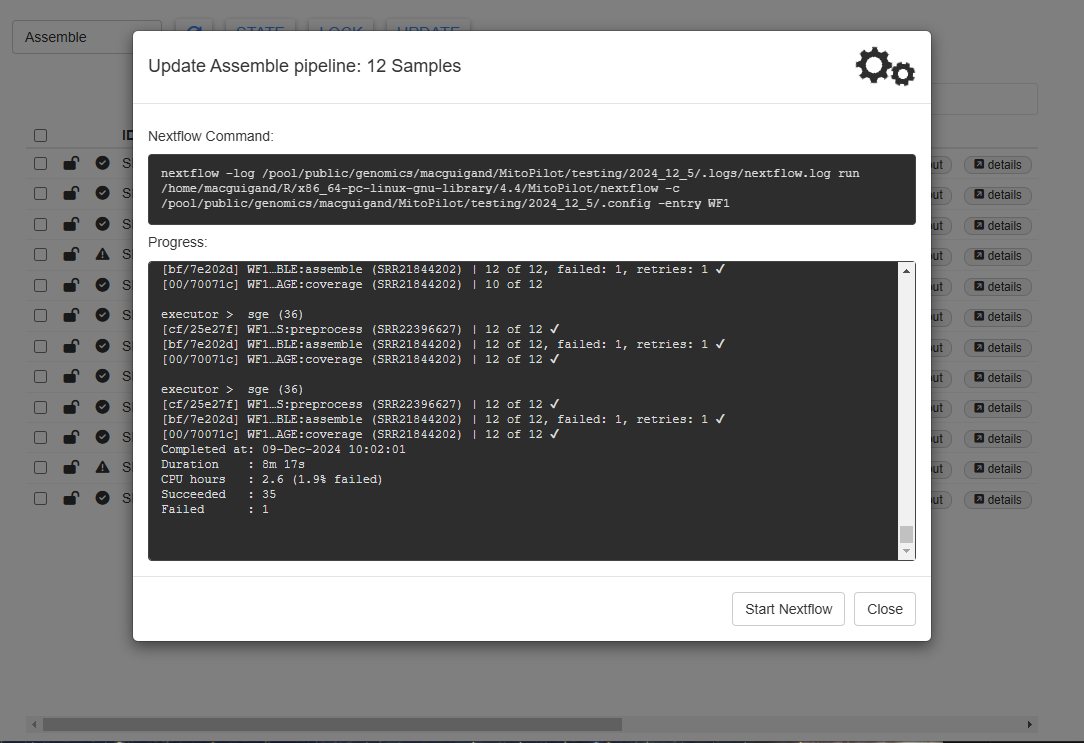 Assemble
STATE
LOCK
UPDATE
Update Assemble pipeline: 12 Samples
Nextflow Command:
nextflow -log /pool/public/genomics/macguigand/MitoPilot/testing/2024_12_5/.logs/nextflow.log run
/home/macguigand/R/x86_64-pc-linux-gnu-library/4.4/MitoPilot/nextflow -c
/pool/public/genomics/macguigand/MitoPilot/testing/2024_12_5/.config -entry WF1
Progress:
[bf/7e202d] WF1…BLE:assemble (SRR21844202) | 12 of 12, failed: 1, retries: 1 ✔
[00/70071c] WF1…AGE:coverage (SRR21844202) | 10 of 12
executor >  sge (36)
[cf/25e27f] WF1…S:preprocess (SRR22396627) | 12 of 12 ✔
[bf/7e202d] WF1…BLE:assemble (SRR21844202) | 12 of 12, failed: 1, retries: 1 ✔
[00/70071c] WF1…AGE:coverage (SRR21844202) | 12 of 12 ✔
executor >  sge (36)
[cf/25e27f] WF1…S:preprocess (SRR22396627) | 12 of 12 ✔
[bf/7e202d] WF1…BLE:assemble (SRR21844202) | 12 of 12, failed: 1, retries: 1 ✔
[00/70071c] WF1…AGE:coverage (SRR21844202) | 12 of 12 ✔
Completed at: 09-Dec-2024 10:02:01
Duration    : 8m 17s
CPU hours   : 2.6 (1.9% failed)
Succeeded   : 35
Failed      : 1
Start Nextflow
Close
ID
S out details
S out details
S out details
S out details
S out details
S out details
S out details
S out details
S out details
S out details
S out details
S out details